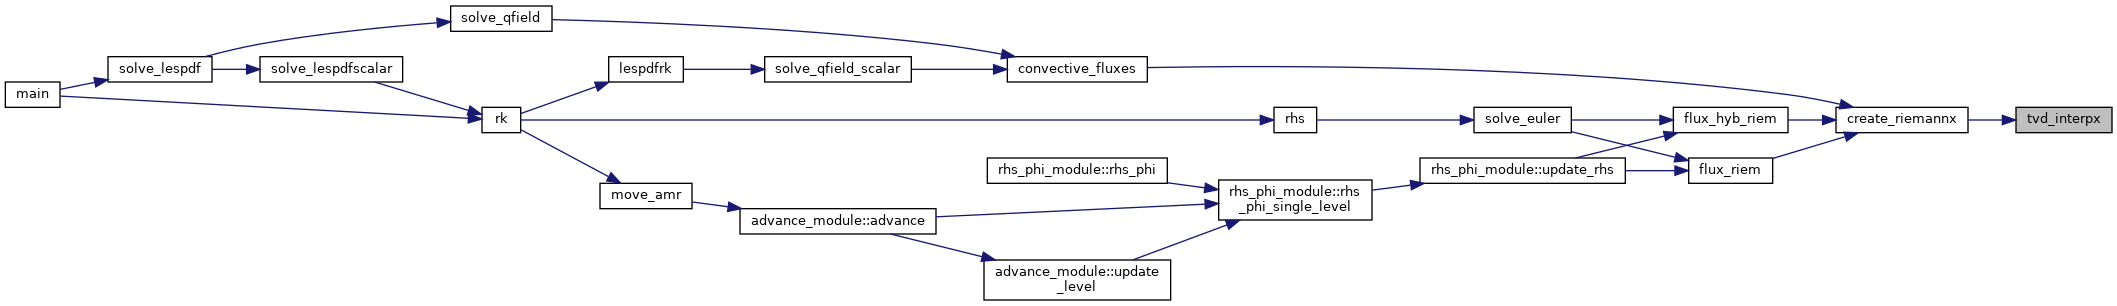 main
solve_lespdf
solve_lespdfscalar
solve_qfield
rk
lespdfrk
solve_qfield_scalar
convective_fluxes
move_amr
advance_module::advance
rhs_phi_module::rhs_phi
advance_module::update
_level
rhs_phi_module::rhs
_phi_single_level
rhs
solve_euler
rhs_phi_module::update_rhs
flux_hyb_riem
flux_riem
create_riemannx
tvd_interpx